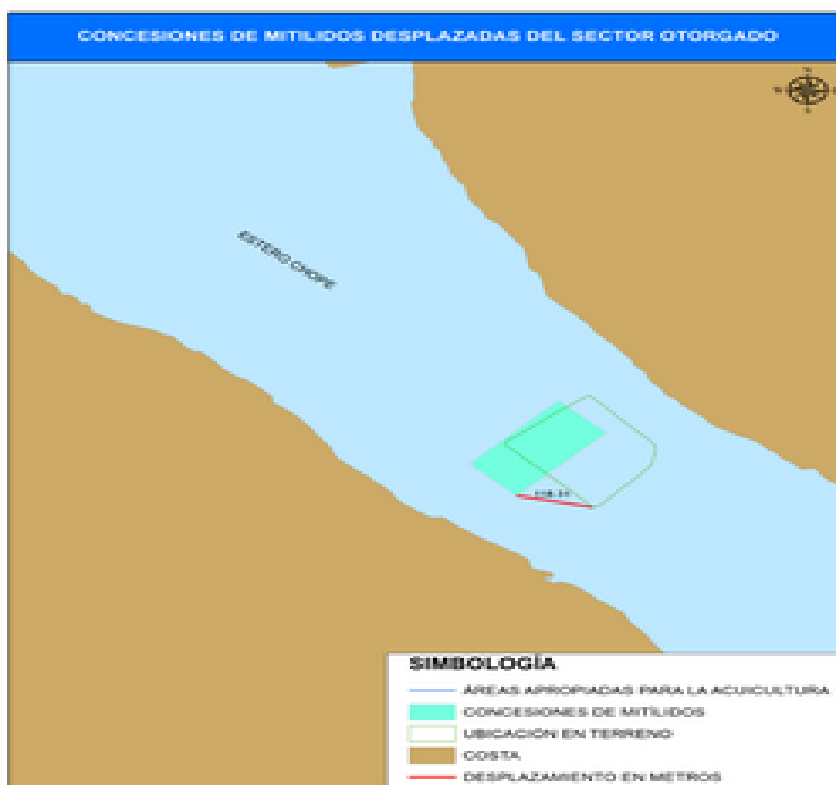 CONCESIONES DE MITILIDOS DESPLAZADAS DEL SECTOR OTORGADO
ESTERO CHOPE
SIMBOLOGÍA
ÁREAS APROPIADAS PARA LA ACUICULTURA
CONCESIONES DE MITÍLIDOS
UBICACIÓN EN TERRENO
COSTA
DESPLAZAMIENTO EN METROS